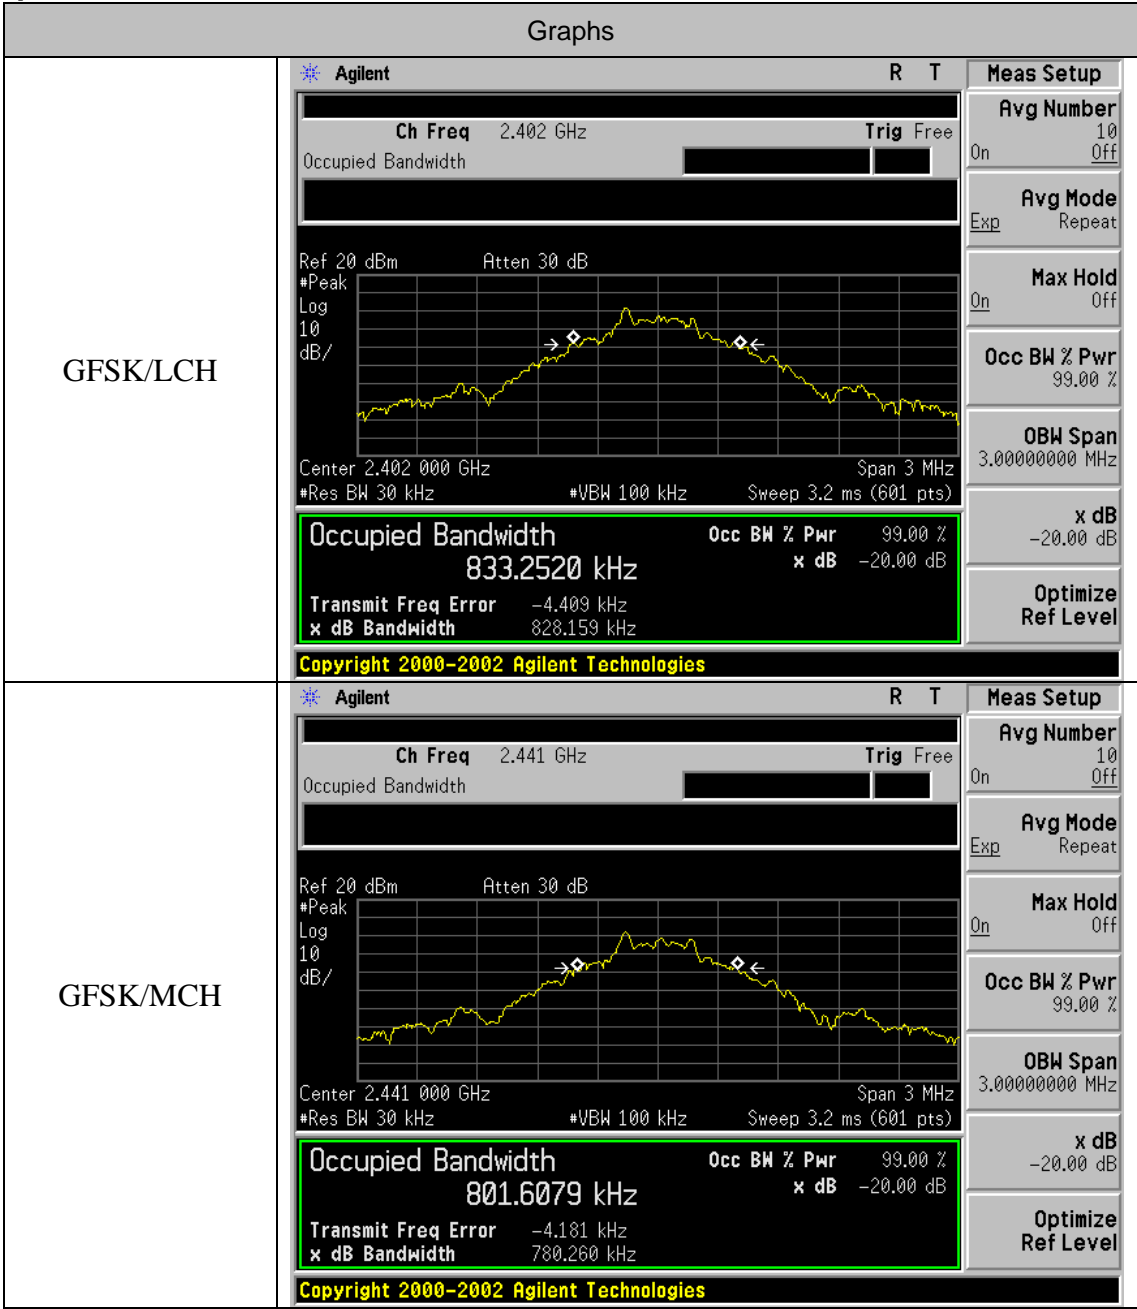 Graphs
GFSK/LCH
Agilent R T
Ch Freq 2.402 GHz Trig Free
Occupied Bandwidth
Ref 20 dBm Atten 30 dB
#Peak
Log
10
dB/
Center 2.402 000 GHz Span 3 MHz
#Res BW 30 kHz #VBW 100 kHz Sweep 3.2 ms (601 pts)
Occupied Bandwidth Occ BW % Pwr 99.00 %
833.2520 kHz x dB -20.00 dB
Transmit Freq Error -4.409 kHz
x dB Bandwidth 828.159 kHz
Copyright 2000-2002 Agilent Technologies
Meas Setup
Avg Number
10
On Off
Avg Mode
Exp Repeat
Max Hold
On Off
Occ BW % Pwr
99.00 %
OBW Span
3.00000000 MHz
x dB
-20.00 dB
Optimize
Ref Level
GFSK/MCH
Agilent R T
Ch Freq 2.441 GHz Trig Free
Occupied Bandwidth
Ref 20 dBm Atten 30 dB
#Peak
Log
10
dB/
Center 2.441 000 GHz Span 3 MHz
#Res BW 30 kHz #VBW 100 kHz Sweep 3.2 ms (601 pts)
Occupied Bandwidth Occ BW % Pwr 99.00 %
801.6079 kHz x dB -20.00 dB
Transmit Freq Error -4.181 kHz
x dB Bandwidth 780.260 kHz
Copyright 2000-2002 Agilent Technologies
Meas Setup
Avg Number
10
On Off
Avg Mode
Exp Repeat
Max Hold
On Off
Occ BW % Pwr
99.00 %
OBW Span
3.00000000 MHz
x dB
-20.00 dB
Optimize
Ref Level